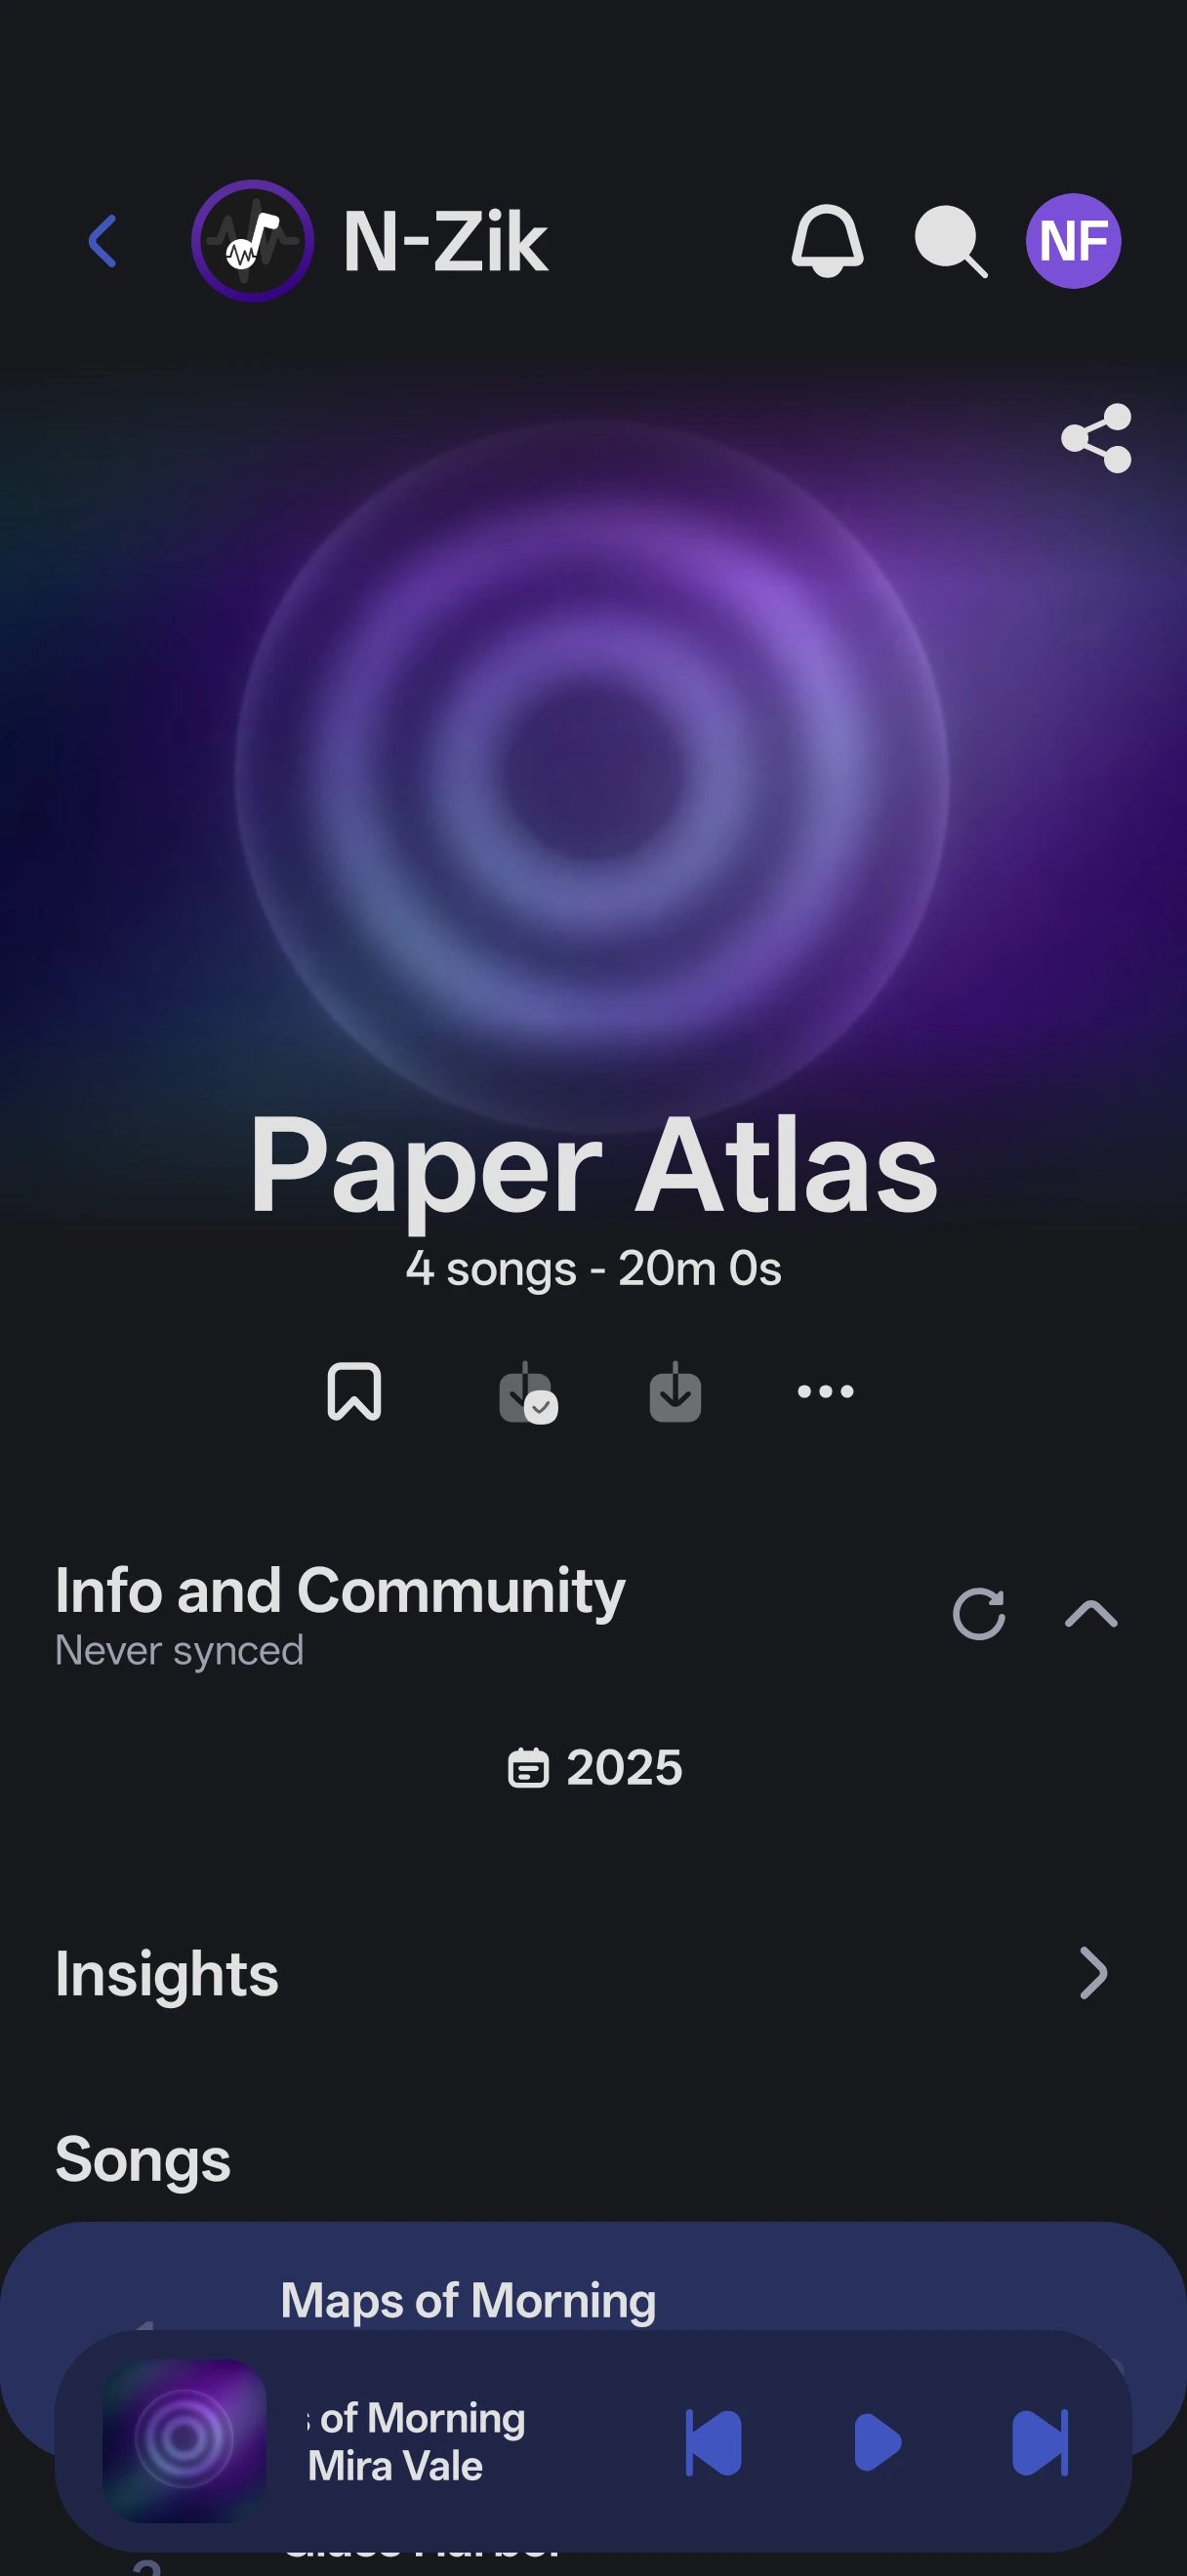 N-Zik
NF
Paper Atlas
4 songs - 20m 0s
Info and Community
Never synced
2025
Insights
Songs
Maps of Morning
of Morning
Mira Vale